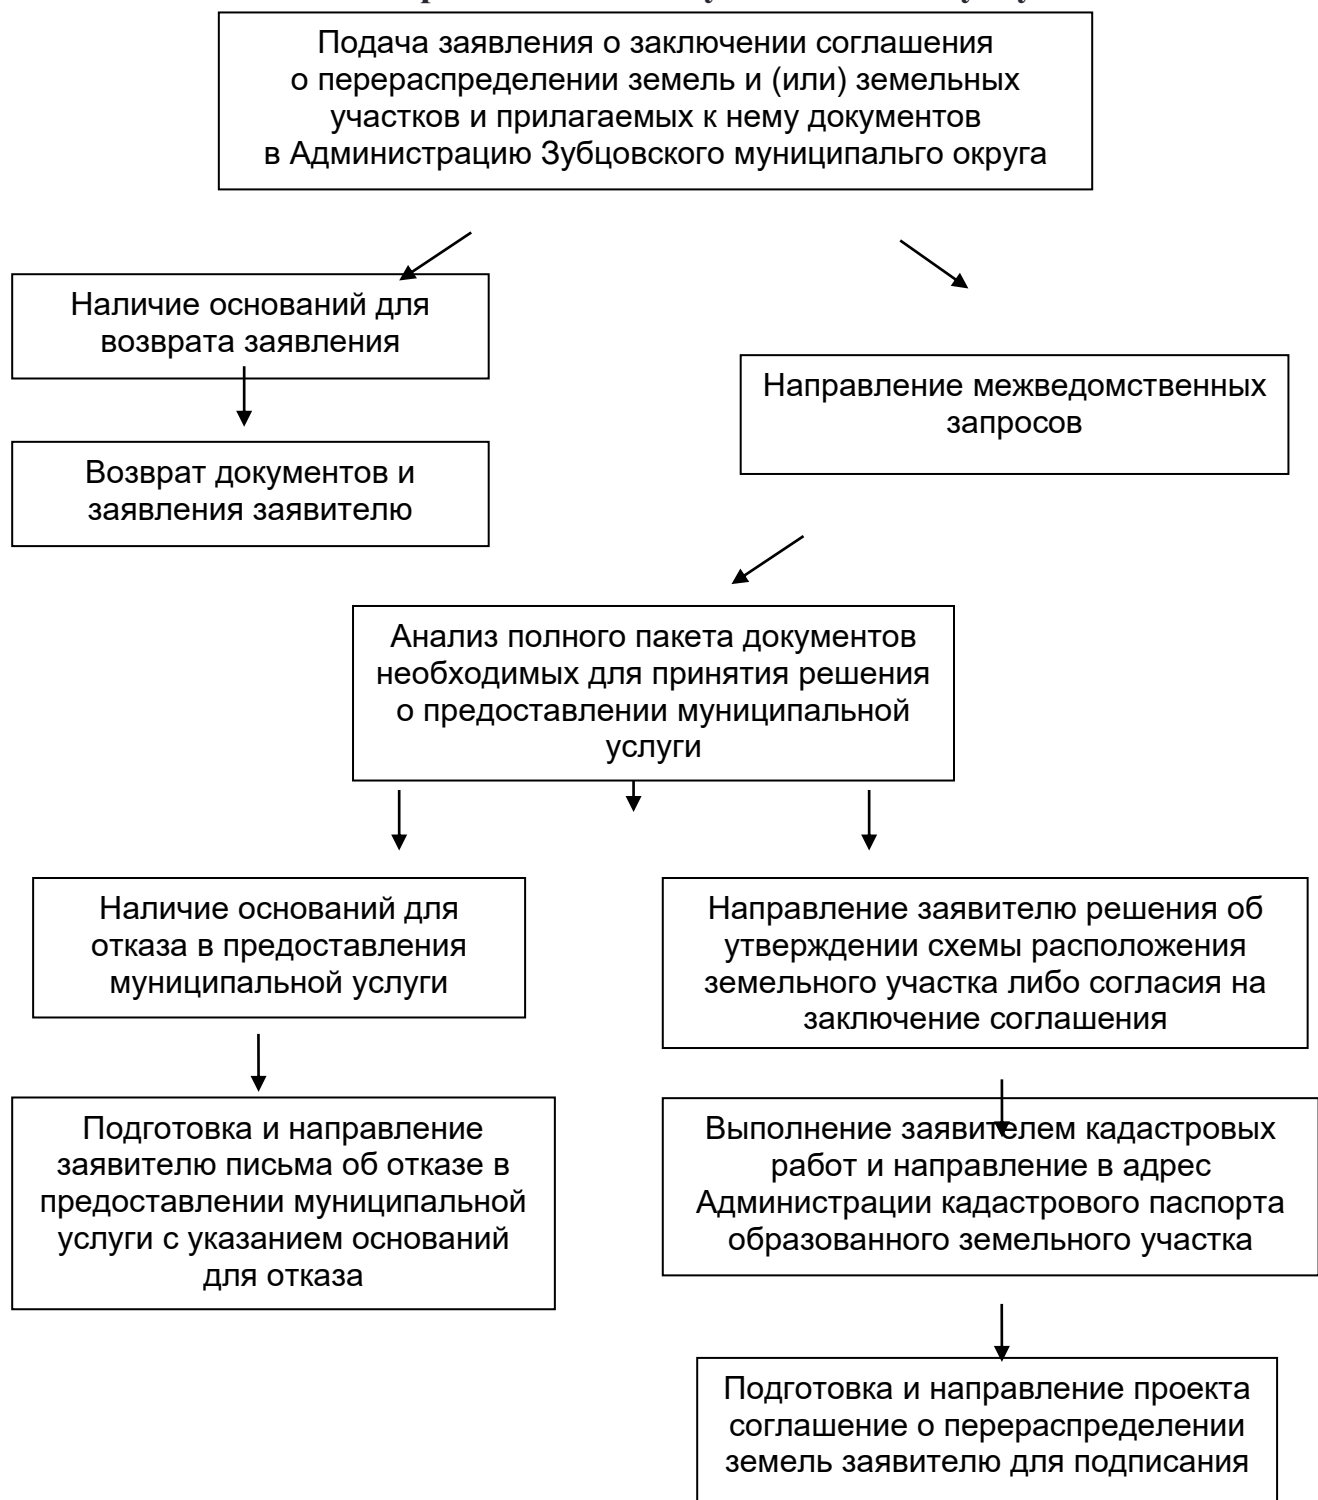 Подача заявления о заключении соглашения
о перераспределении земель и (или) земельных
участков и прилагаемых к нему документов
в Администрацию Зубцовского муниципальго округа
Наличие оснований для
возврата заявления
Направление межведомственных
запросов
Возврат документов и
заявления заявителю
Анализ полного пакета документов
необходимых для принятия решения
о предоставлении муниципальной
услуги
Наличие оснований для
отказа в предоставления
муниципальной услуги
Направление заявителю решения об
утверждении схемы расположения
земельного участка либо согласия на
заключение соглашения
Подготовка и направление
заявителю письма об отказе в
предоставлении муниципальной
услуги с указанием оснований
для отказа
Выполнение заявителем кадастровых
работ и направление в адрес
Администрации кадастрового паспорта
образованного земельного участка
Подготовка и направление проекта
соглашение о перераспределении
земель заявителю для подписания